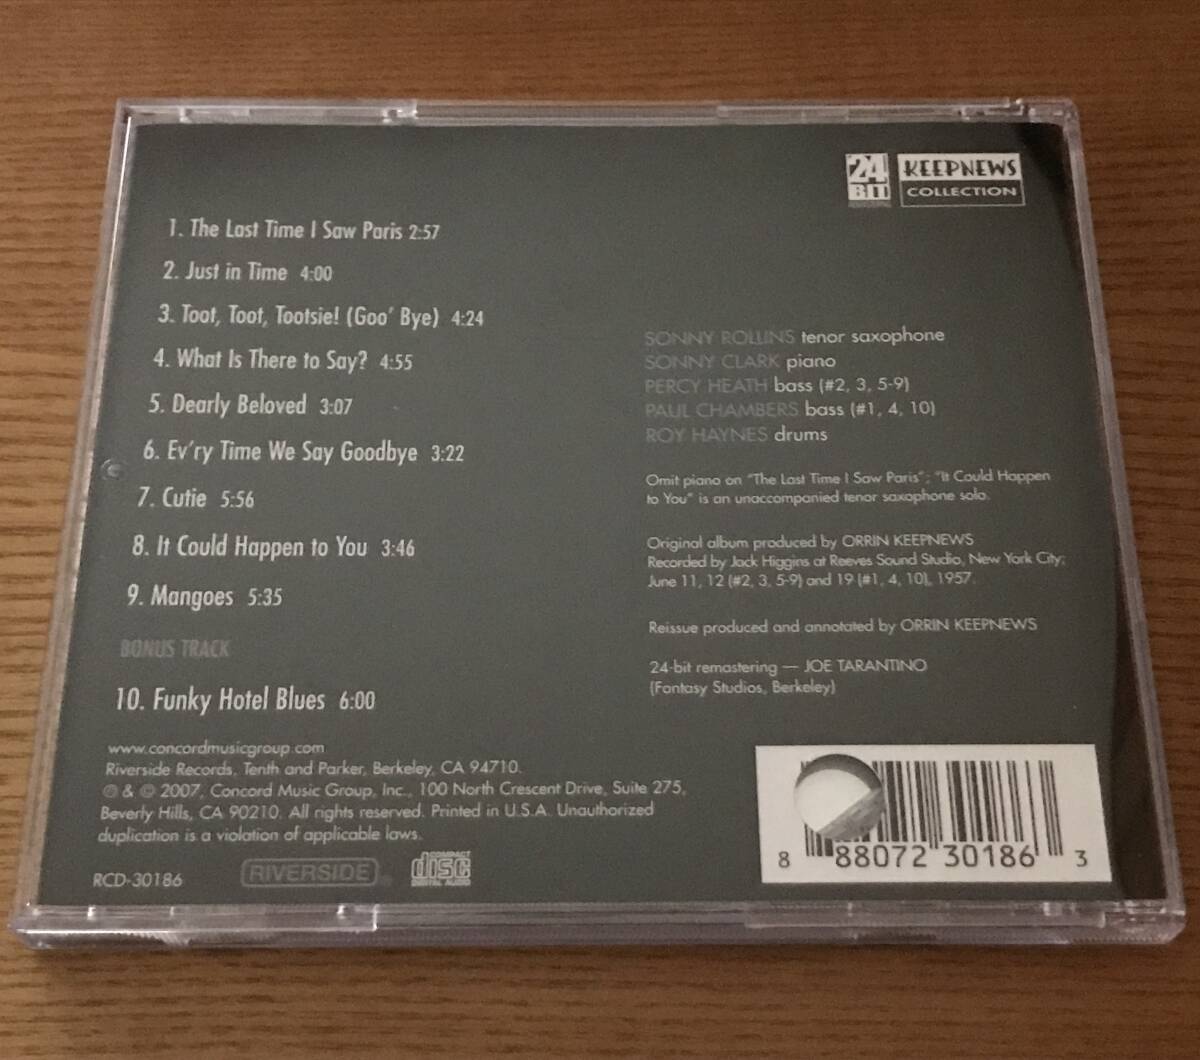 24
BIT
KEEPNEWS
COLLECTION
1. The Last Time I Saw Paris 2:57
2. Just in Time 4:00
3. Toot, Toot, Tootsie! (Goo' Bye) 4:24
4. What Is There to Say? 4:55
5. Dearly Beloved 3:07
6. Ev'ry Time We Say Goodbye 3:22
7. Cutie 5:56
8. It Could Happen to You 3:46
9. Mangoes 5:35
BONUS TRACK
10. Funky Hotel Blues 6:00
SONNY ROLLINS tenor saxophone
SONNY CLARK piano
PERCY HEATH bass (#2, 3, 5-9)
PAUL CHAMBERS bass (#1, 4, 10)
ROY HAYNES drums
Omit piano on "The Last Time I Saw Paris"; "It Could Happen
to You" is an unaccompanied tenor saxophone solo.
Original album produced by ORRIN KEEPNEWS
Recorded by Jack Higgins at Reeves Sound Studio, New York City;
June 11, 12 (#2, 3, 5-9) and 19 (#1, 4, 10), 1957.
Reissue produced and annotated by ORRIN KEEPNEWS
24-bit remastering — JOE TARANTINO
(Fantasy Studios, Berkeley)
www.concordmusicgroup.com
Riverside Records, Tenth and Parker, Berkeley, CA 94710.
℗ & © 2007, Concord Music Group, Inc., 100 North Crescent Drive, Suite 275,
Beverly Hills, CA 90210. All rights reserved. Printed in U.S.A. Unauthorized
duplication is a violation of applicable laws.
RCD-30186
RIVERSIDE
COMPACT
disc
DIGITAL AUDIO
8 88072 30186 3